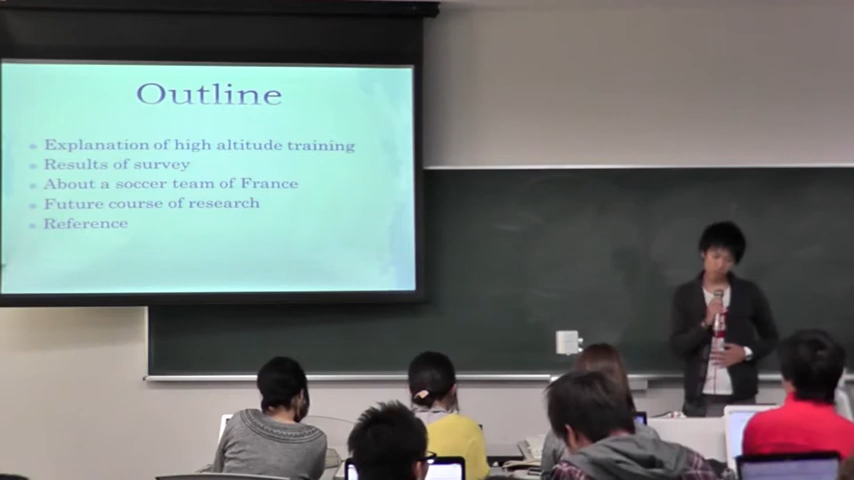 Outline
Explanation of high altitude training
Results of survey
About a soccer team of France
Future course of research
Reference